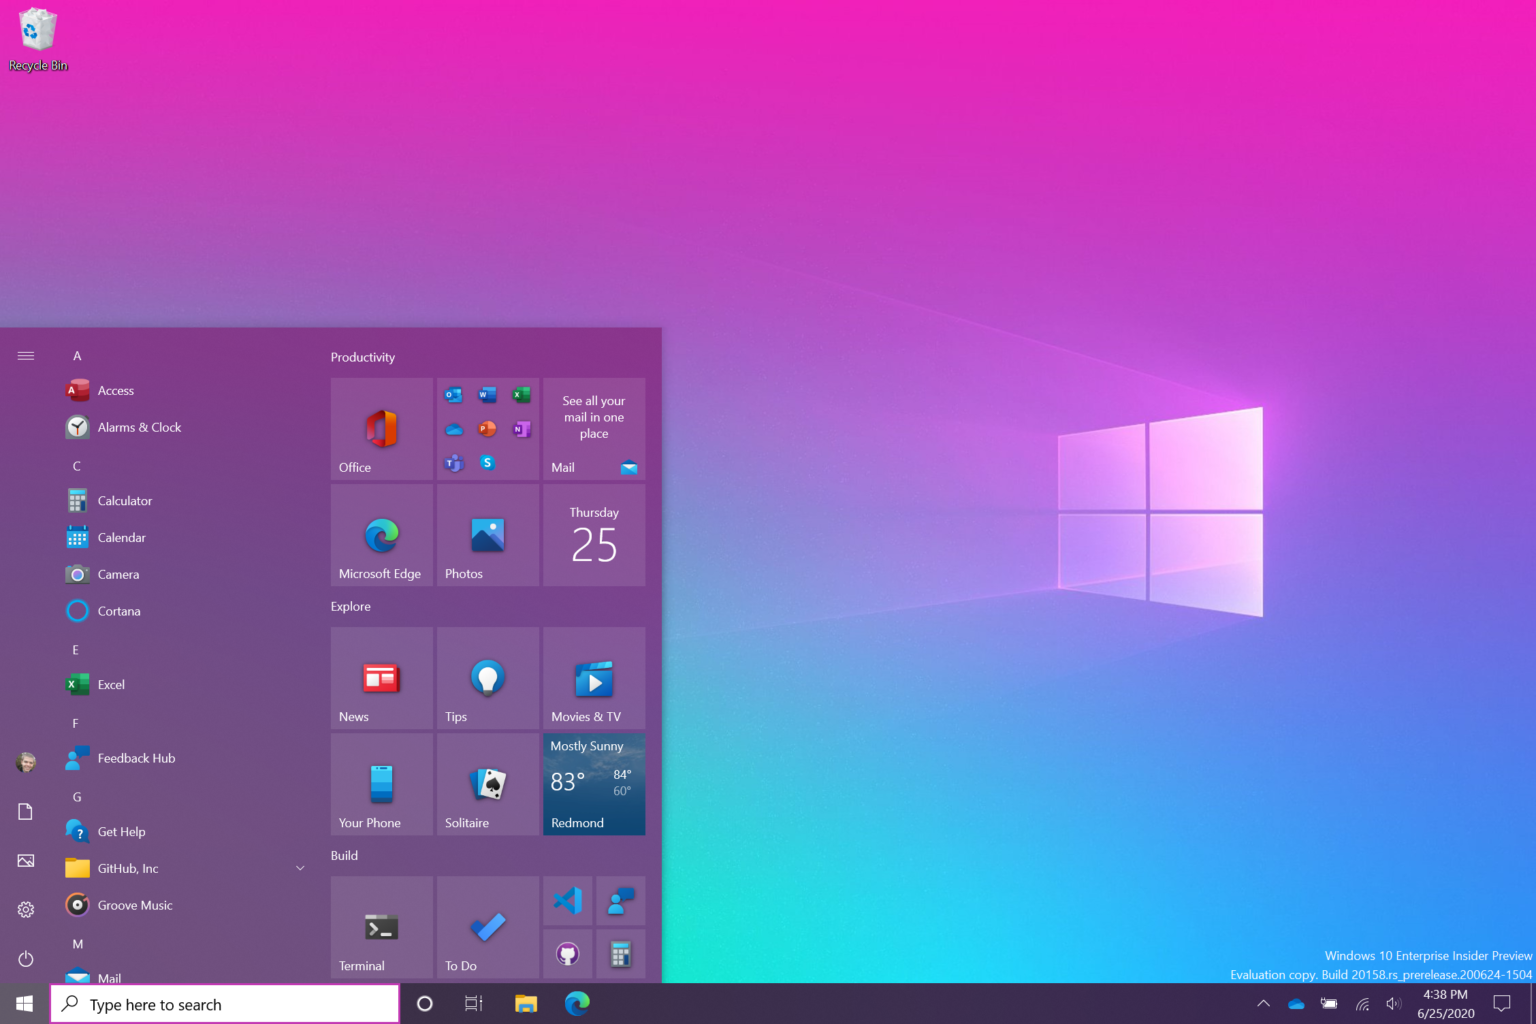 Recycle Bin
A
Access
Alarms & Clock
C
Calculator
Calendar
Camera
Cortana
E
Excel
F
Feedback Hub
G
Get Help
GitHub, Inc
Groove Music
M
Mail
Productivity
Office
See all your
mail in one
place
Mail
Microsoft Edge
Photos
Thursday
25
Explore
News
Tips
Movies & TV
Your Phone
Solitaire
Mostly Sunny
83°
84°
60°
Redmond
Build
Terminal
To Do
Windows 10 Enterprise Insider Preview
Evaluation copy. Build 20158.rs_prerelease.200624-1504
Type here to search
4:38 PM
6/25/2020